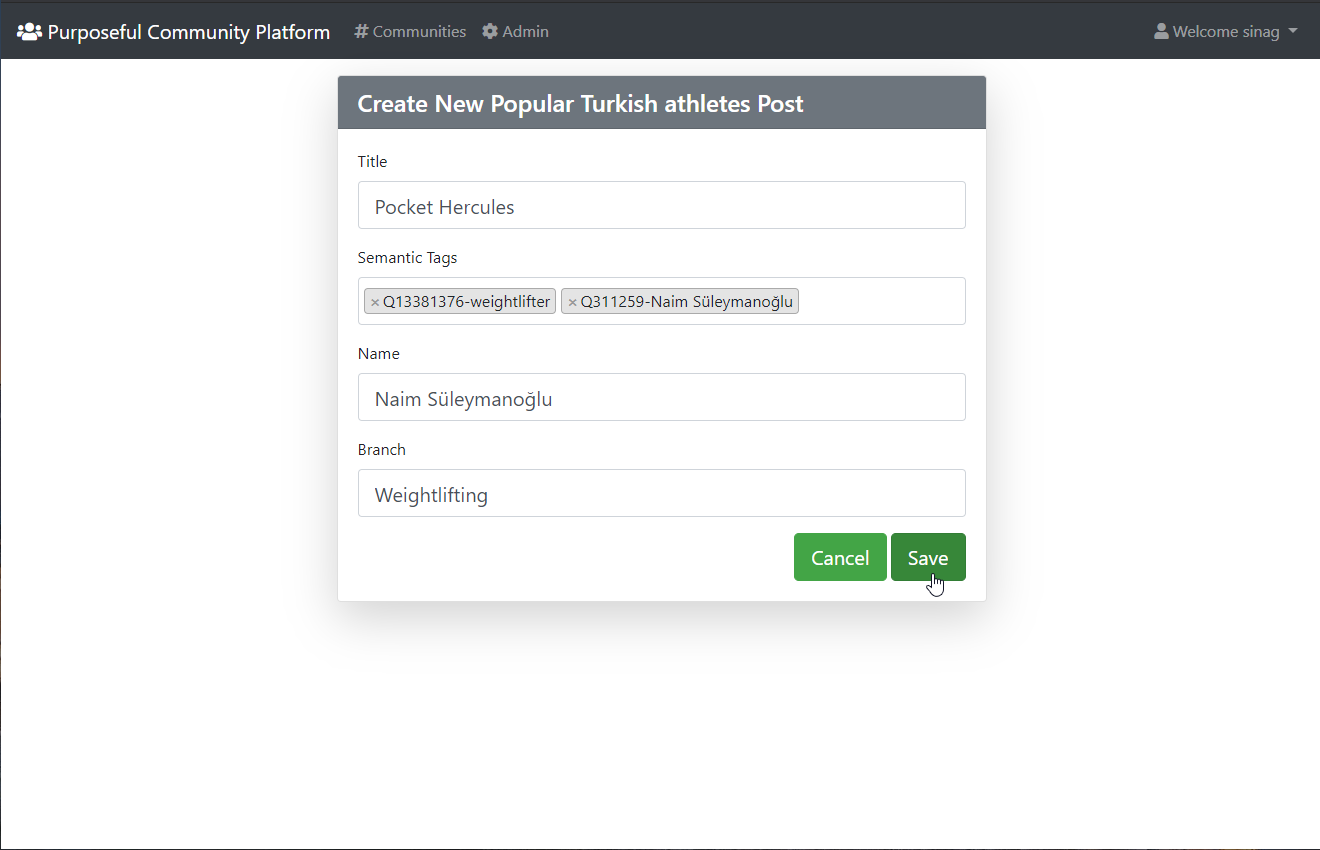 Purposeful Community Platform # Communities Admin Welcome sinag
Create New Popular Turkish athletes Post
Title
Pocket Hercules
Semantic Tags
×Q13381376-weightlifter ×Q311259-Naim Süleymanoğlu
Name
Naim Süleymanoğlu
Branch
Weightlifting
Cancel Save